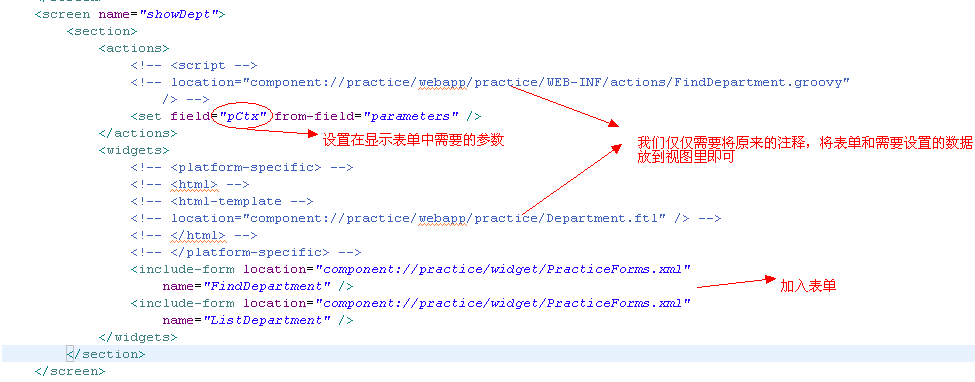 <screen name="showDept">
<section>
<actions>
<!-- <script -->
<!-- location="component://practice/webapp/practice/WEB-INF/actions/FindDepartment.groovy"
/> -->
<set field="pCtx" from-field="parameters" />
</actions>
设置在显示表单中需要的参数
我们仅仅需要将原来的注释，将表单和需要设置的数据
放到视图里即可
<widgets>
<!-- <platform-specific> -->
<!-- <html> -->
<!-- <html-template -->
<!-- location="component://practice/webapp/practice/Department.ftl" /> -->
<!-- </html> -->
<!-- </platform-specific> -->
<include-form location="component://practice/widget/PracticeForms.xml"
name="FindDepartment" />
加入表单
<include-form location="component://practice/widget/PracticeForms.xml"
name="ListDepartment" />
</widgets>
</section>
</screen>